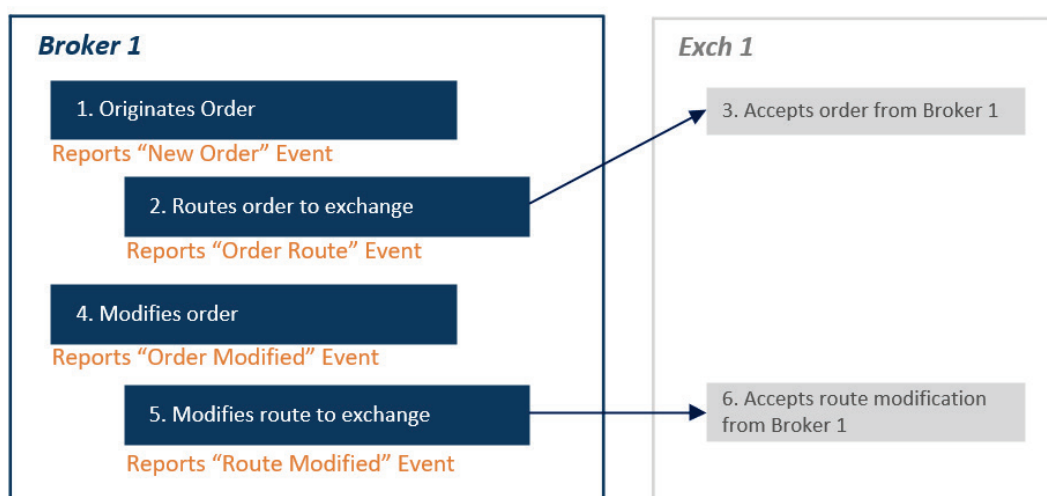 Broker 1
Exch 1
1. Originates Order
Reports “New Order” Event
3. Accepts order from Broker 1
2. Routes order to exchange
Reports “Order Route” Event
4. Modifies order
Reports “Order Modified” Event
5. Modifies route to exchange
Reports “Route Modified” Event
6. Accepts route modification
from Broker 1